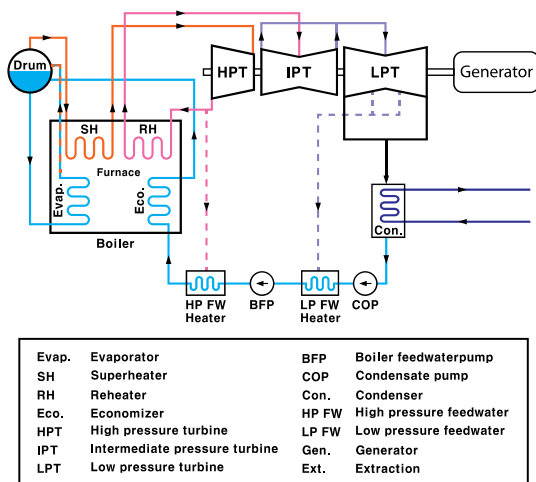 Drum
HPT
IPT
LPT
Generator
SH
RH
Furnace
Evap.
Eco.
Boiler
Con.
HP FW
Heater
BFP
LP FW
Heater
COP
Evap. Evaporator
SH Superheater
RH Reheater
Eco. Economizer
HPT High pressure turbine
IPT Intermediate pressure turbine
LPT Low pressure turbine
BFP Boiler feedwaterpump
COP Condensate pump
Con. Condenser
HP FW High pressure feedwater
LP FW Low pressure feedwater
Gen. Generator
Ext. Extraction